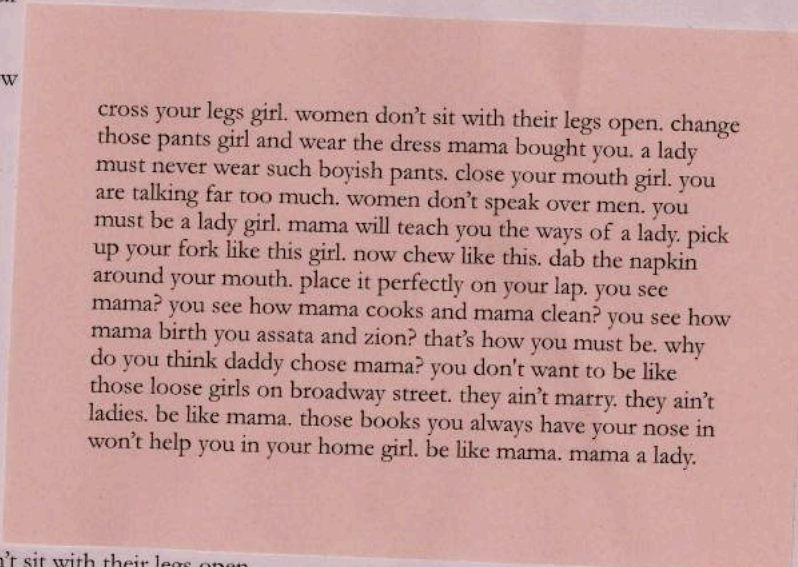 w
cross your legs girl. women don't sit with their legs open. change
those pants girl and wear the dress mama bought you. a lady
must never wear such boyish pants. close your mouth girl. you
are talking far too much. women don't speak over men. you
must be a lady girl. mama will teach you the ways of a lady. pick
up your fork like this girl. now chew like this. dab the napkin
around your mouth. place it perfectly on your lap. you see
mama? you see how mama cooks and mama clean? you see how
mama birth you assata and zion? that's how you must be. why
do you think daddy chose mama? you don't want to be like
those loose girls on broadway street. they ain't marry. they ain't
ladies. be like mama. those books you always have your nose in
won't help you in your home girl. be like mama. mama a lady.
't sit with their legs open